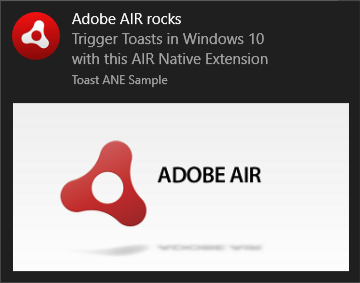 Adobe AIR rocks
Trigger Toasts in Windows 10
with this AIR Native Extension
Toast ANE Sample
ADOBE AIR